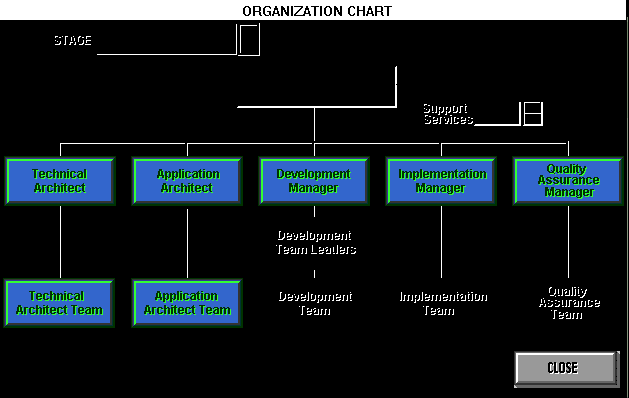 ORGANIZATION CHART
STAGE
Support
Services
Technical
Architect
Application
Architect
Development
Manager
Implementation
Manager
Quality
Assurance
Manager
Development
Team Leaders
Technical
Architect Team
Application
Architect Team
Development
Team
Implementation
Team
Quality
Assurance
Team
CLOSE